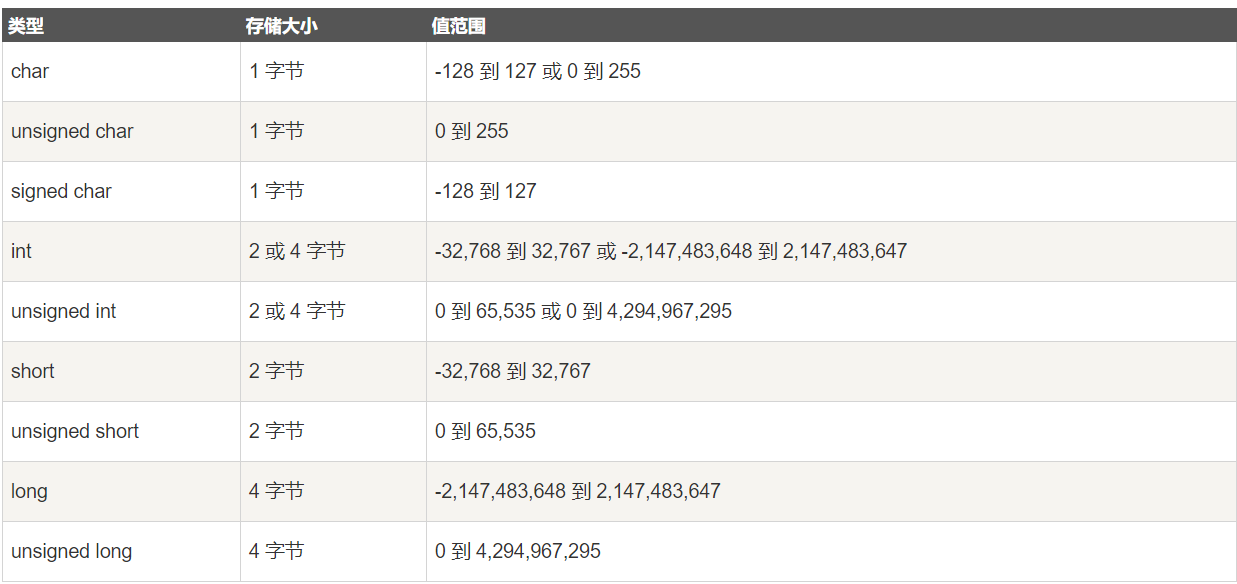 类型 存储大小 值范围
char 1 字节 -128 到 127 或 0 到 255
unsigned char 1 字节 0 到 255
signed char 1 字节 -128 到 127
int 2 或 4 字节 -32,768 到 32,767 或 -2,147,483,648 到 2,147,483,647
unsigned int 2 或 4 字节 0 到 65,535 或 0 到 4,294,967,295
short 2 字节 -32,768 到 32,767
unsigned short 2 字节 0 到 65,535
long 4 字节 -2,147,483,648 到 2,147,483,647
unsigned long 4 字节 0 到 4,294,967,295